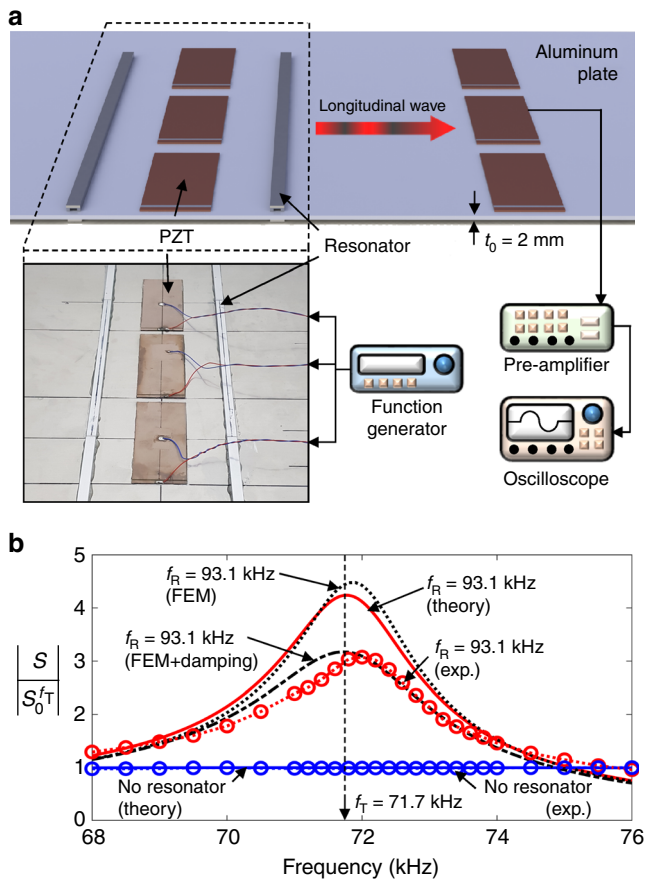 a
Aluminum
plate
Longitudinal wave
PZT
Resonator
t0 = 2 mm
Pre-amplifier
Function
generator
Oscilloscope
b
|S / S0^fT|
5
4
3
2
1
0
fR = 93.1 kHz
(FEM)
fR = 93.1 kHz
(theory)
fR = 93.1 kHz
(FEM+damping)
fR = 93.1 kHz
(exp.)
No resonator
(theory)
No resonator
(exp.)
fT = 71.7 kHz
68 70 72 74 76
Frequency (kHz)